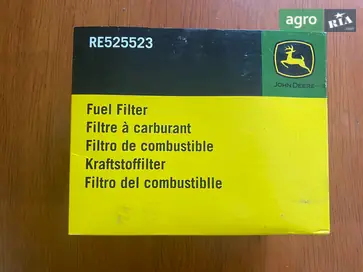 agro
RIA
RE525523
JOHN DEERE
Fuel Filter
Filtre à carburant
Filtro de combustible
Kraftstoffilter
Filtro del combustiblle